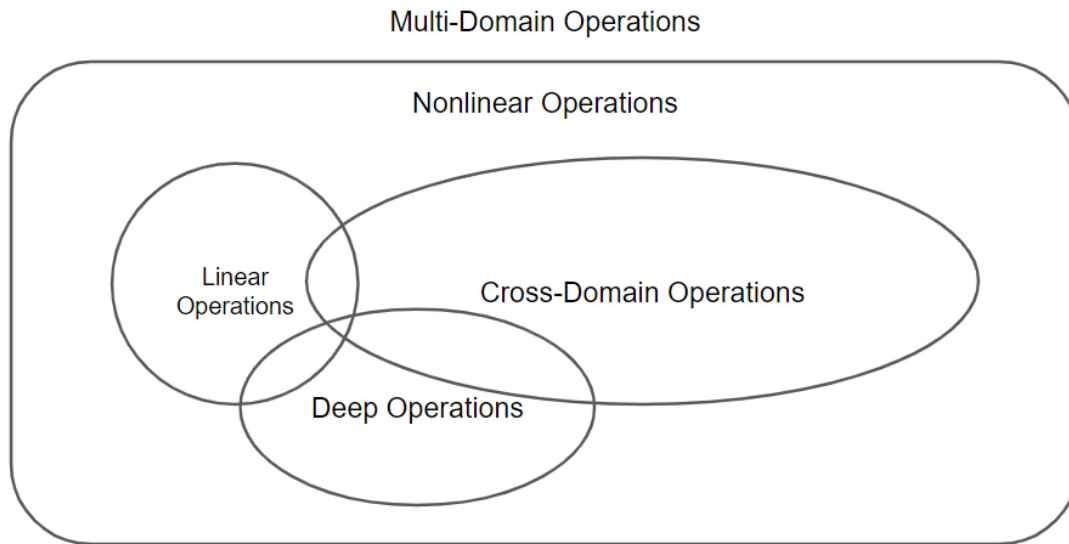 Multi-Domain Operations
Nonlinear Operations
Linear
Operations
Cross-Domain Operations
Deep Operations